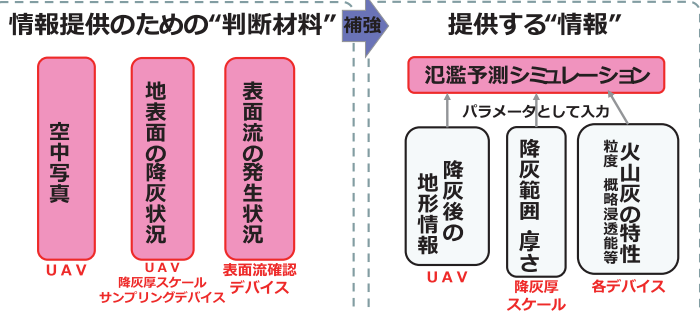 情報提供のための“判断材料”
補強
提供する“情報”
空中写真
UAV
地表面の降灰状況
UAV
降灰厚スケール
サンプリングデバイス
表面流の発生状況
表面流確認
デバイス
氾濫予測シミュレーション
パラメータとして入力
降灰後の
地形情報
UAV
降灰範囲 厚さ
降灰厚
スケール
火山灰の特性
粒度 概略浸透能等
各デバイス